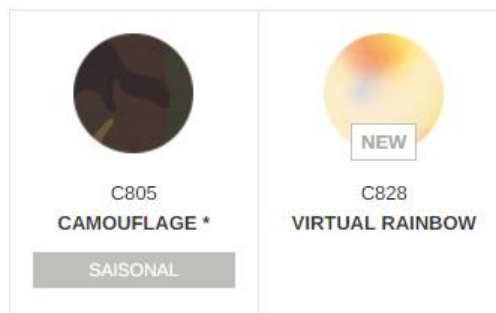 NEW
C805
CAMOUFLAGE *
SAISONAL
C828
VIRTUAL RAINBOW